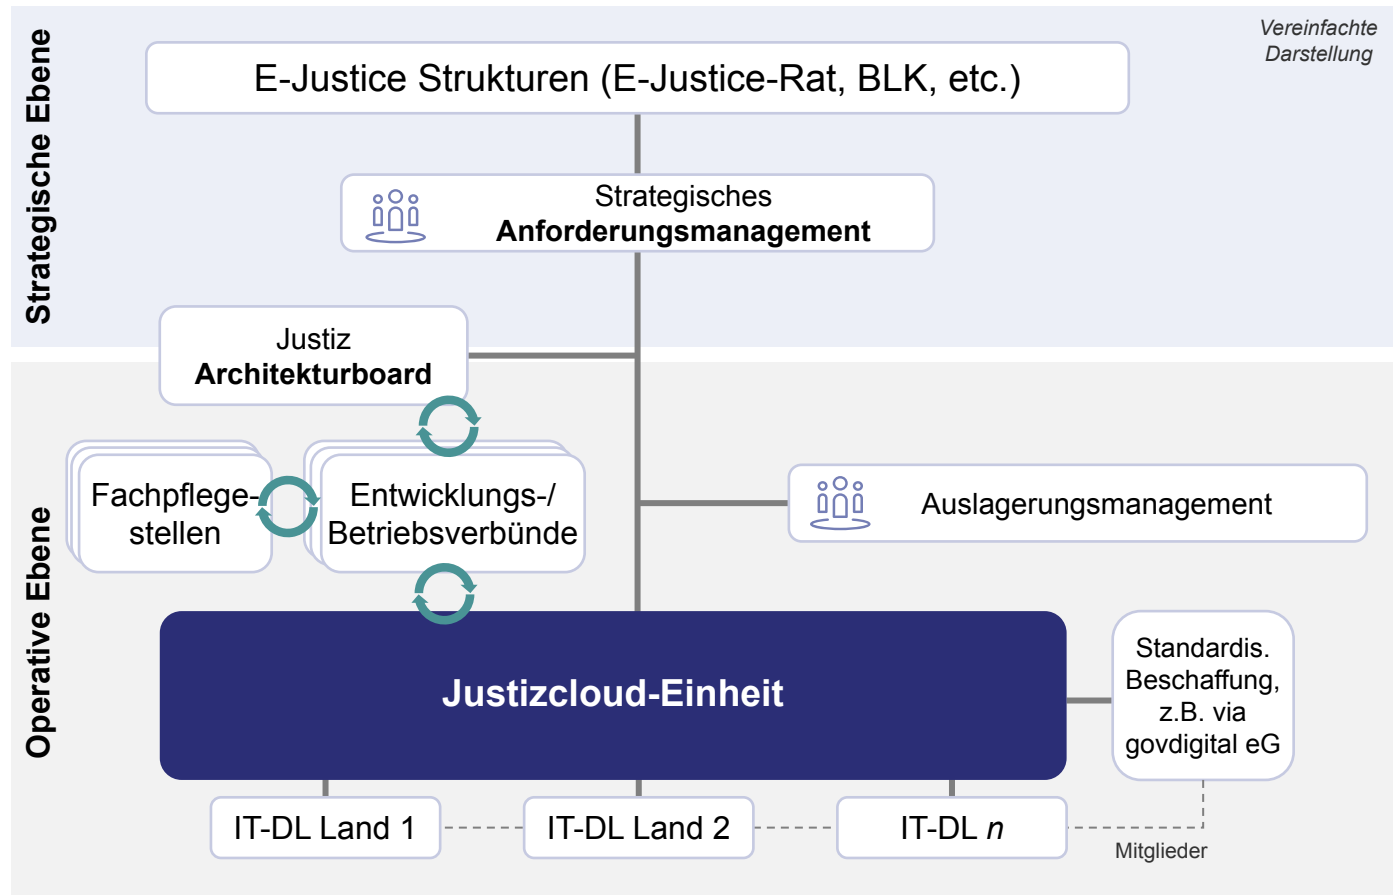 Vereinfachte
Darstellung
Strategische Ebene
E-Justice Strukturen (E-Justice-Rat, BLK, etc.)
Strategisches
Anforderungsmanagement
Justiz
Architekturboard
Operative Ebene
Fachpflege-
stellen
Entwicklungs-/
Betriebsverbünde
Auslagerungsmanagement
Justizcloud-Einheit
Standardis.
Beschaffung,
z.B. via
govdigital eG
IT-DL Land 1
IT-DL Land 2
IT-DL n
Mitglieder